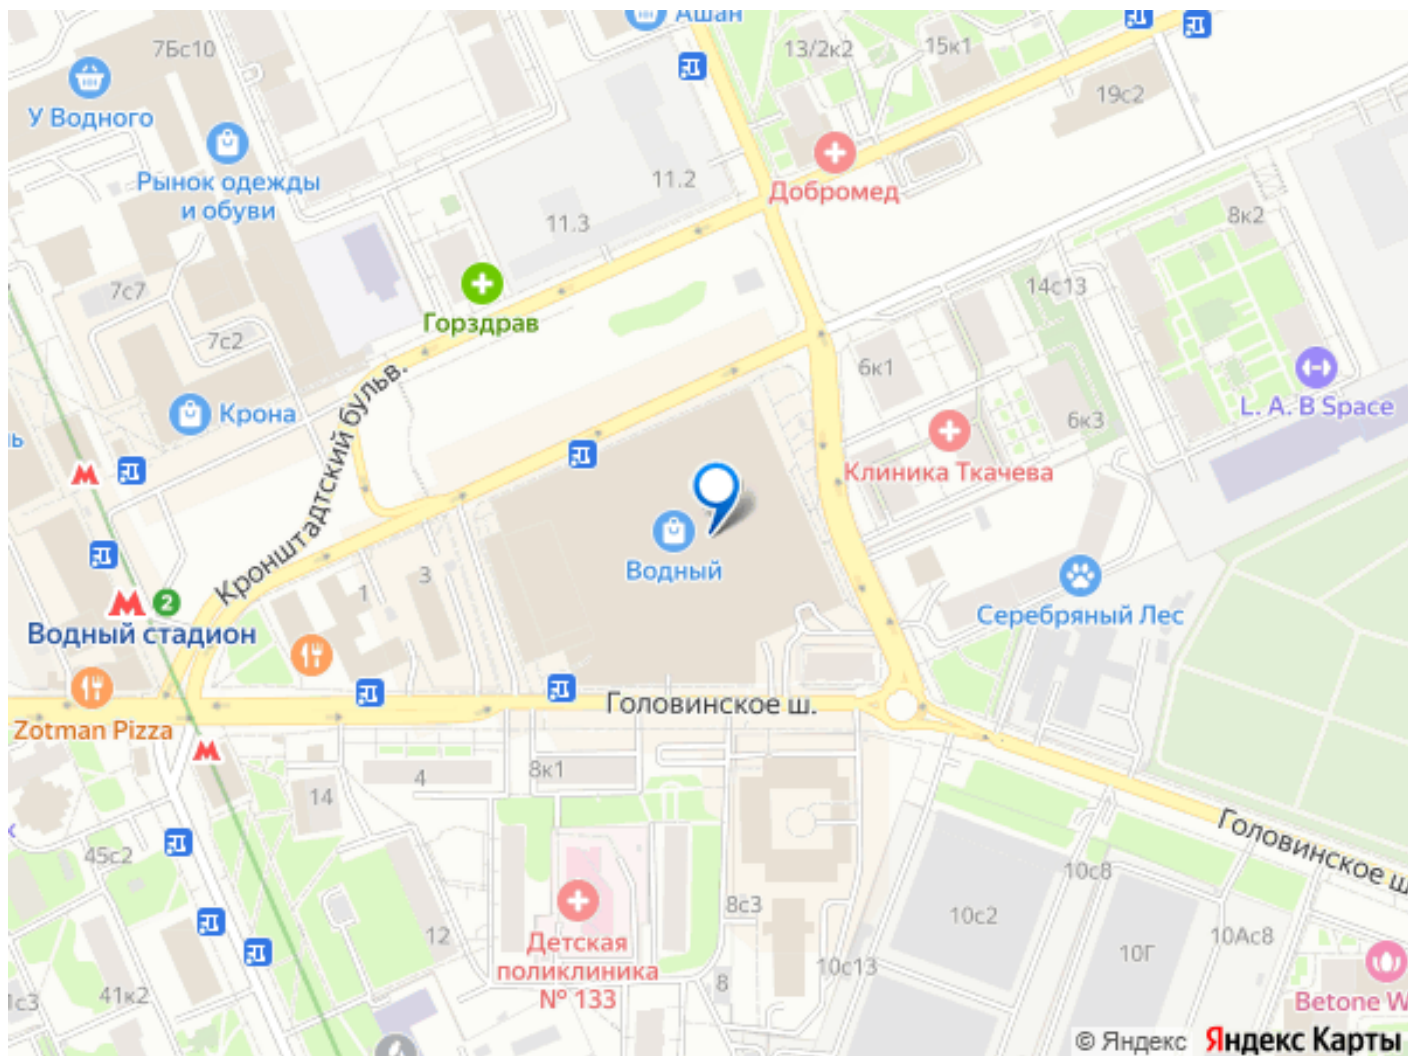 Ашан
7Бс10
13/2к2
15к1
19с2
У Водного
Рынок одежды
и обуви
11.2
Добромед
11.3
8к2
7с7
14с13
Горздрав
7с2
6к1
Крона
L. A. B Space
6к3
ь
Клиника Ткачева
Кронштадтский бульв.
Водный
3
1
2
Серебряный Лес
Водный стадион
Головинское ш.
Zotman Pizza
8к1
4
14
Головинское ш.
45с2
10с8
8с3
10с2
12
10Ас8
Детская
поликлиника
№ 133
10с13
10Г
8
41к2
1с3
Betone W
© Яндекс Яндекс Карты